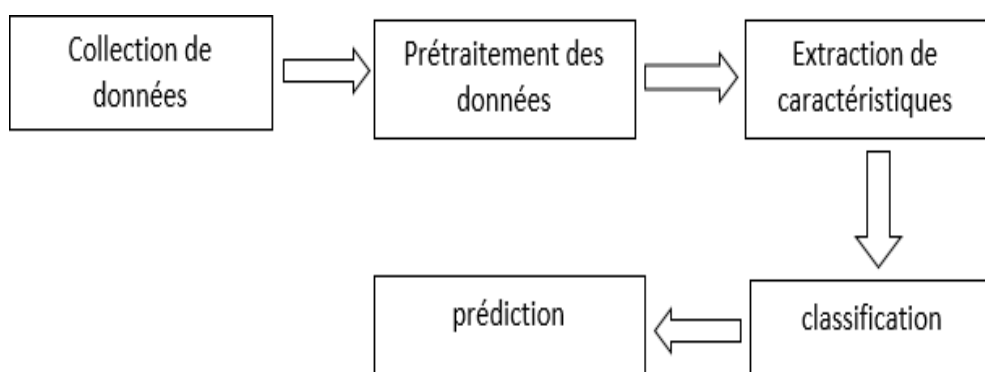 Collection de
données
Prétraitement des
données
Extraction de
caractéristiques
classification
prédiction